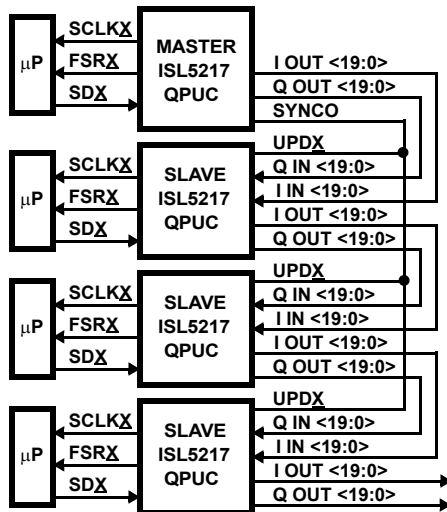 SCLKX
FSRX
SDX
µP
MASTER
ISL5217
QPUC
I OUT <19:0>
Q OUT <19:0>
SYNCO
SCLKX
FSRX
SDX
µP
SLAVE
ISL5217
QPUC
UPDX
Q IN <19:0>
I IN <19:0>
I OUT <19:0>
Q OUT <19:0>
SCLKX
FSRX
SDX
µP
SLAVE
ISL5217
QPUC
UPDX
Q IN <19:0>
I IN <19:0>
I OUT <19:0>
Q OUT <19:0>
SCLKX
FSRX
SDX
µP
SLAVE
ISL5217
QPUC
UPDX
Q IN <19:0>
I IN <19:0>
I OUT <19:0>
Q OUT <19:0>